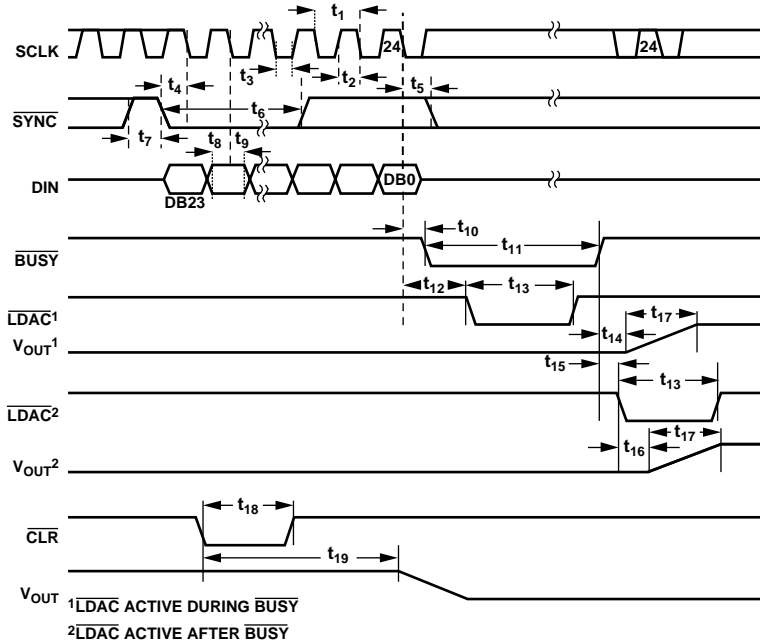 t1
SCLK
24
24
t3
t2
t4
t5
SYNC
t6
t7
t8
t9
DIN
DB23
DB0
t10
BUSY
t11
t12
t13
LDAC1
t17
t14
VOUT1
t15
t13
LDAC2
t17
t16
VOUT2
t18
CLR
t19
VOUT
1LDAC ACTIVE DURING BUSY
2LDAC ACTIVE AFTER BUSY